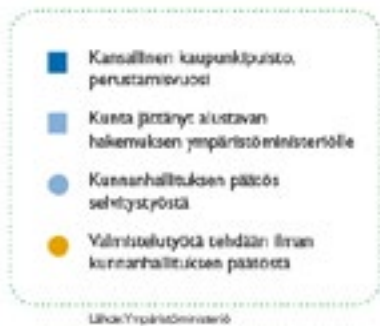 Kansallinen kaupunkipuisto,
perustamisvuosi
Kunta jättänyt alustavan
hakemuksen ympäristöministeriölle
Kunnanhallituksen päätös
selvitystyöstä
Valmistelutyötä tehdään ilman
kunnanhallituksen päätöstä
Lähde: Ympäristöministeriö